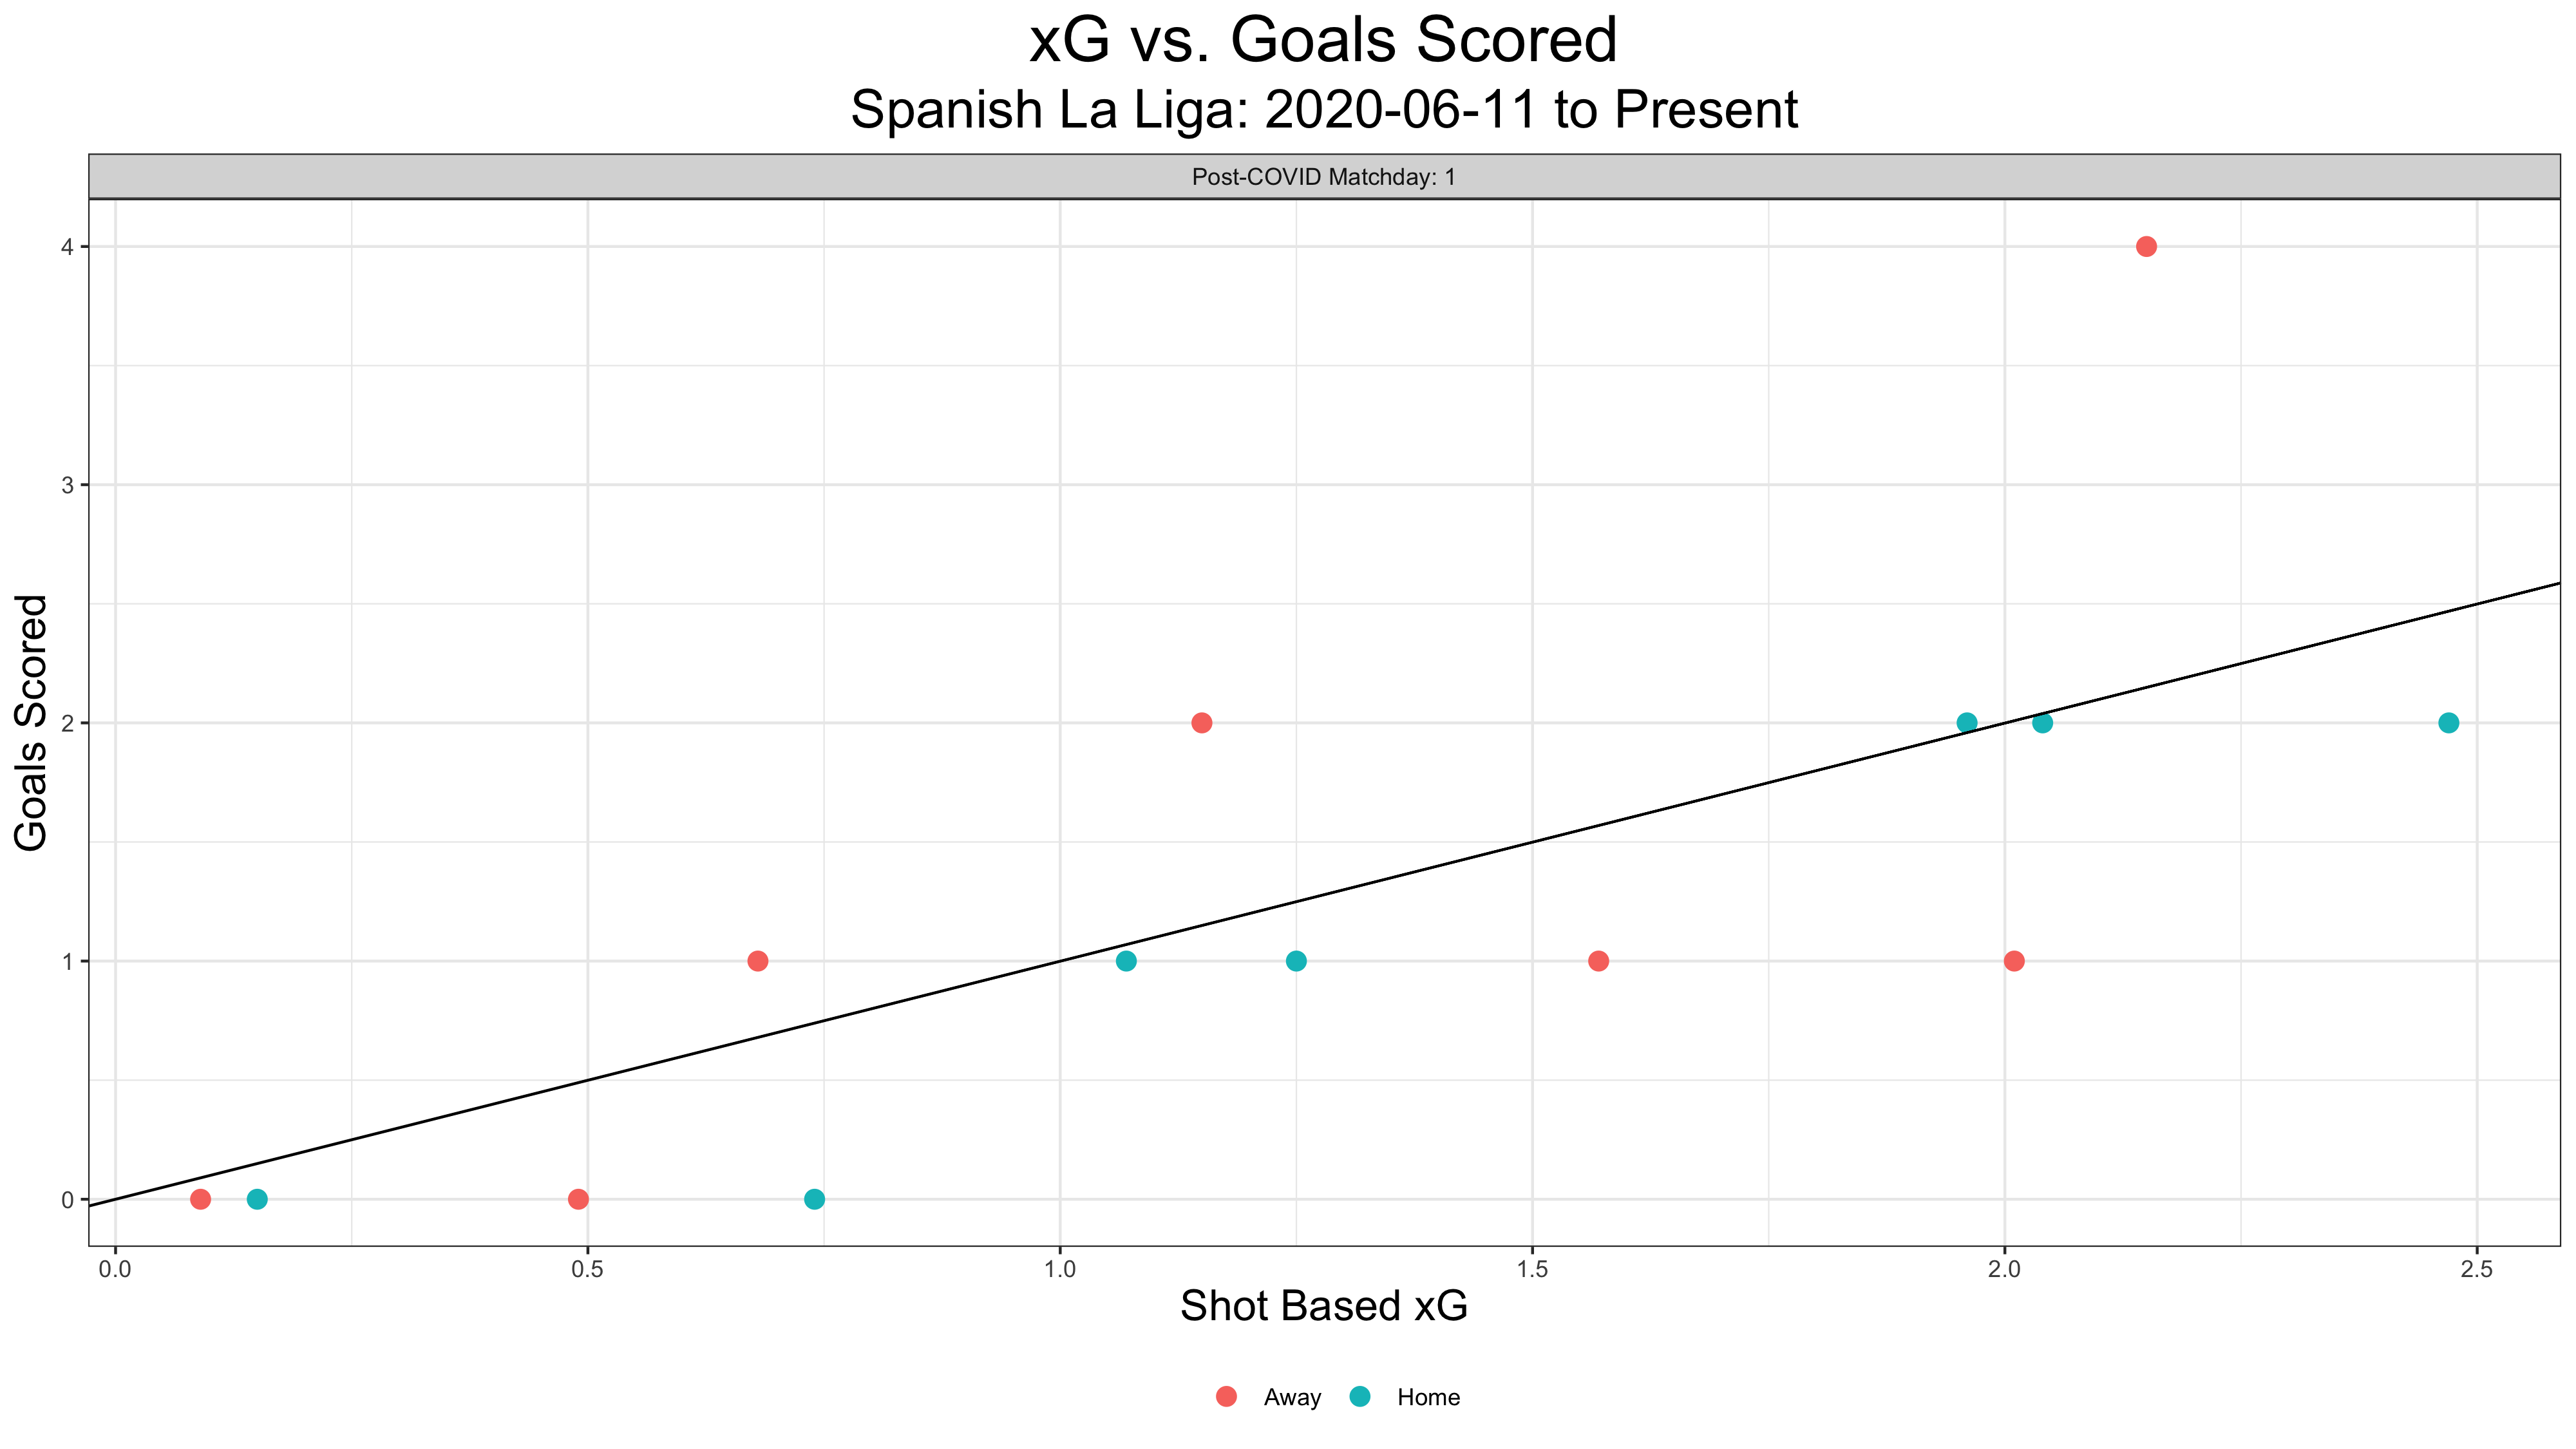 xG vs. Goals Scored
Spanish La Liga: 2020-06-11 to Present
Post-COVID Matchday: 1
4
3
2
1
0
Goals Scored
0.0 0.5 1.0 1.5 2.0 2.5
Shot Based xG
Away Home